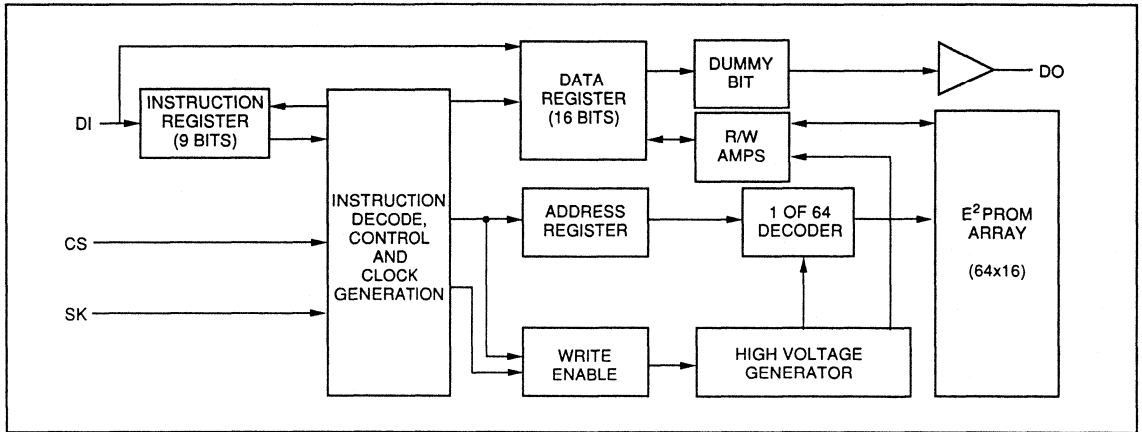 DI
INSTRUCTION
REGISTER
(9 BITS)
CS
SK
INSTRUCTION
DECODE,
CONTROL
AND
CLOCK
GENERATION
DATA
REGISTER
(16 BITS)
DUMMY
BIT
DO
R/W
AMPS
ADDRESS
REGISTER
1 OF 64
DECODER
E²PROM
ARRAY
(64x16)
WRITE
ENABLE
HIGH VOLTAGE
GENERATOR